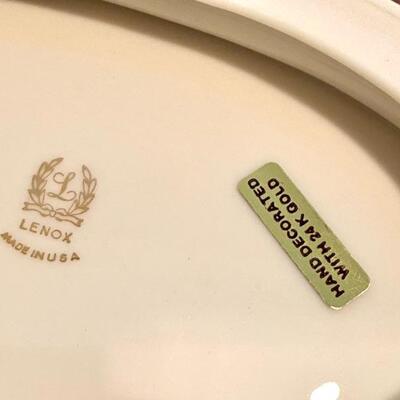 L
LENOX
MADE IN USA
HAND DECORATED
WITH 24 K GOLD